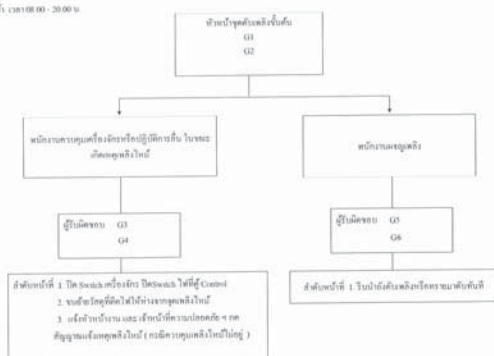 เวลา 08:00 - 20:00 น.
หัวหน้าชุดดับเพลิงขั้นต้น
G1
G2
พนักงานควบคุมเครื่องจักรหรือปฏิบัติการอื่น ในขณะ
เกิดเหตุเพลิงไหม้
พนักงานผจญเพลิง
ผู้รับผิดชอบ G3
G4
ผู้รับผิดชอบ G5
G6
ลำดับหน้าที่ 1. ปิด Switch เครื่องจักร ปิดSwitch ไฟที่ตู้ Control
2. ขนย้ายวัสดุที่ติดไฟให้ห่างจากจุดเพลิงไหม้
3. แจ้งหัวหน้างาน และ เจ้าหน้าที่ความปลอดภัย ฯ กด
สัญญาณแจ้งเหตุเพลิงไหม้ ( กรณีควบคุมเพลิงไหม้ไม่อยู่ )
ลำดับหน้าที่ 1. รีบนำถังดับเพลิงหรือทรายมาดับทันที